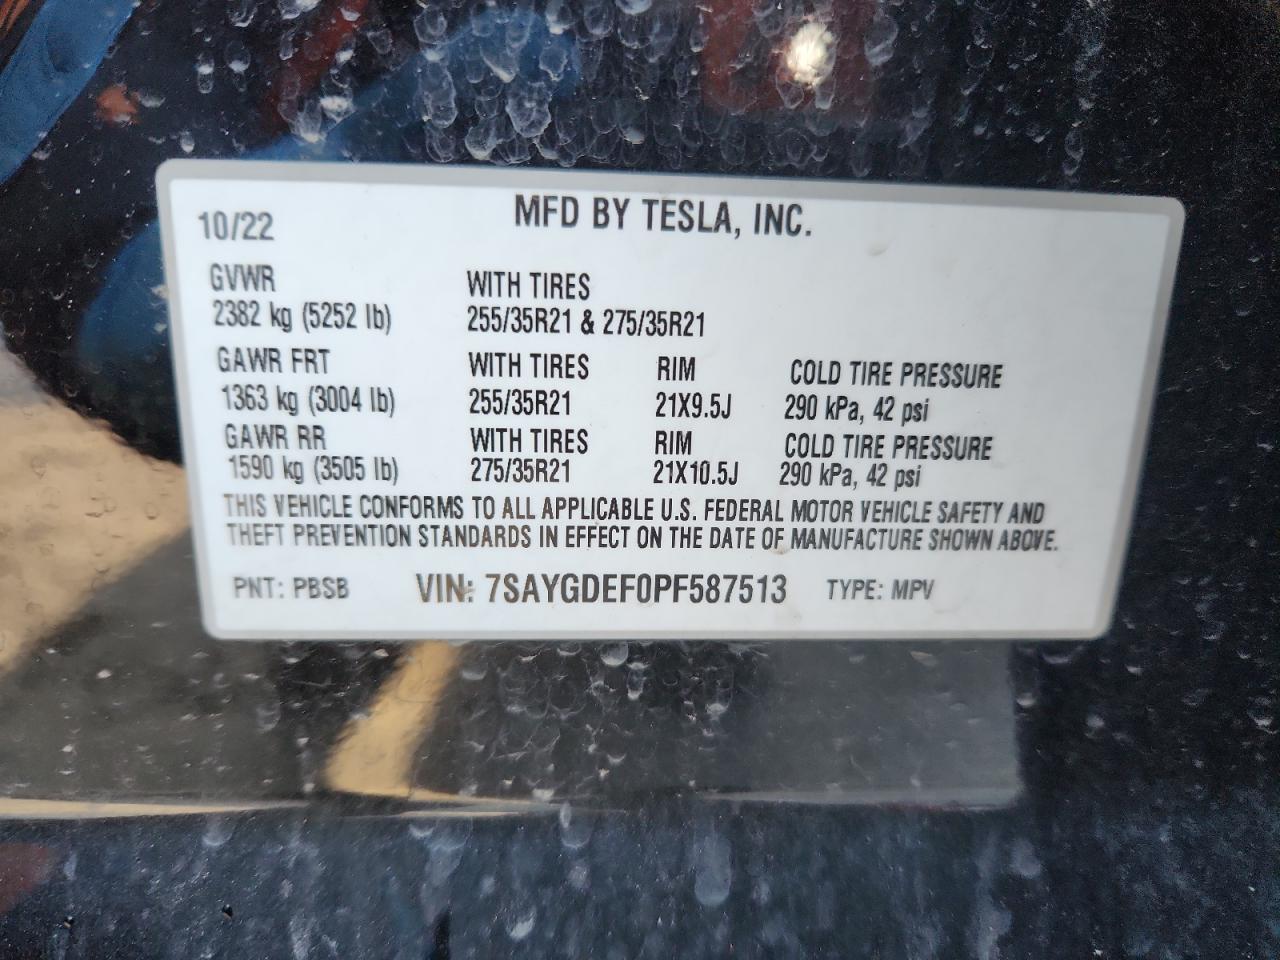 10/22 MFD BY TESLA, INC.
GVWR WITH TIRES
2382 kg (5252 lb) 255/35R21 & 275/35R21
GAWR FRT WITH TIRES RIM COLD TIRE PRESSURE
1363 kg (3004 lb) 255/35R21 21X9.5J 290 kPa, 42 psi
GAWR RR WITH TIRES RIM COLD TIRE PRESSURE
1590 kg (3505 lb) 275/35R21 21X10.5J 290 kPa, 42 psi
THIS VEHICLE CONFORMS TO ALL APPLICABLE U.S. FEDERAL MOTOR VEHICLE SAFETY AND
THEFT PREVENTION STANDARDS IN EFFECT ON THE DATE OF MANUFACTURE SHOWN ABOVE.
PNT: PBSB VIN: 7SAYGDEF0PF587513 TYPE: MPV